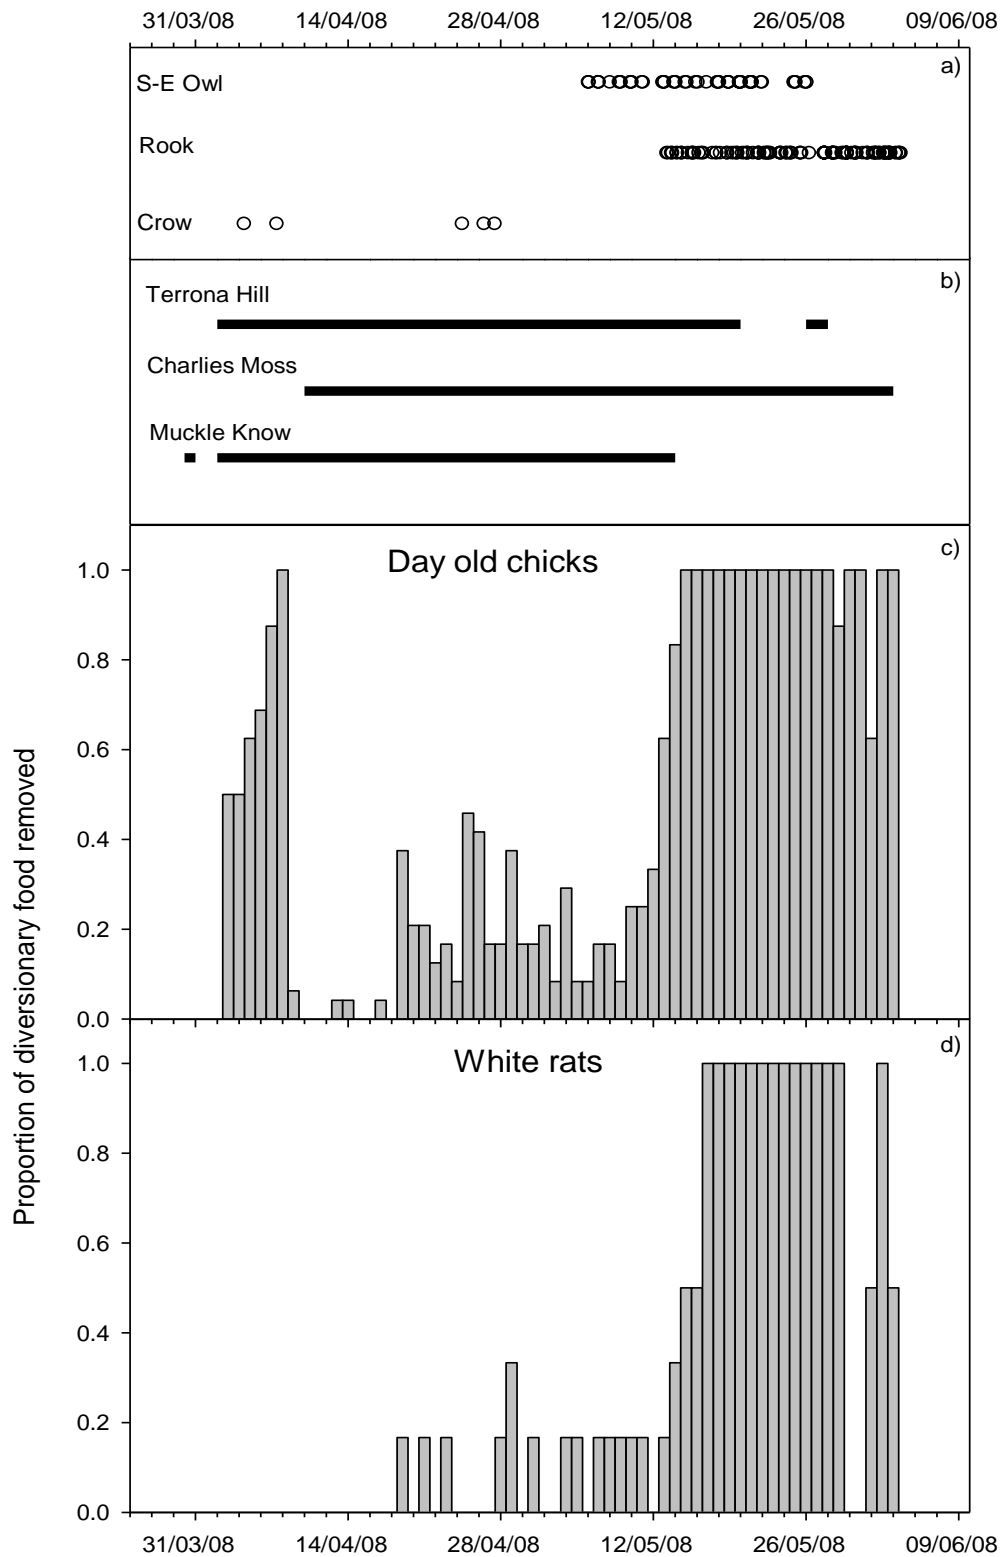 31/03/08 14/04/08 28/04/08 12/05/08 26/05/08 09/06/08
a)
S-E Owl
Rook
Crow
b)
Terrona Hill
Charlies Moss
Muckle Know
c)
Day old chicks
1.0
0.8
0.6
0.4
0.2
0.0
Proportion of diversionary food removed
d)
White rats
1.0
0.8
0.6
0.4
0.2
0.0
31/03/08 14/04/08 28/04/08 12/05/08 26/05/08 09/06/08